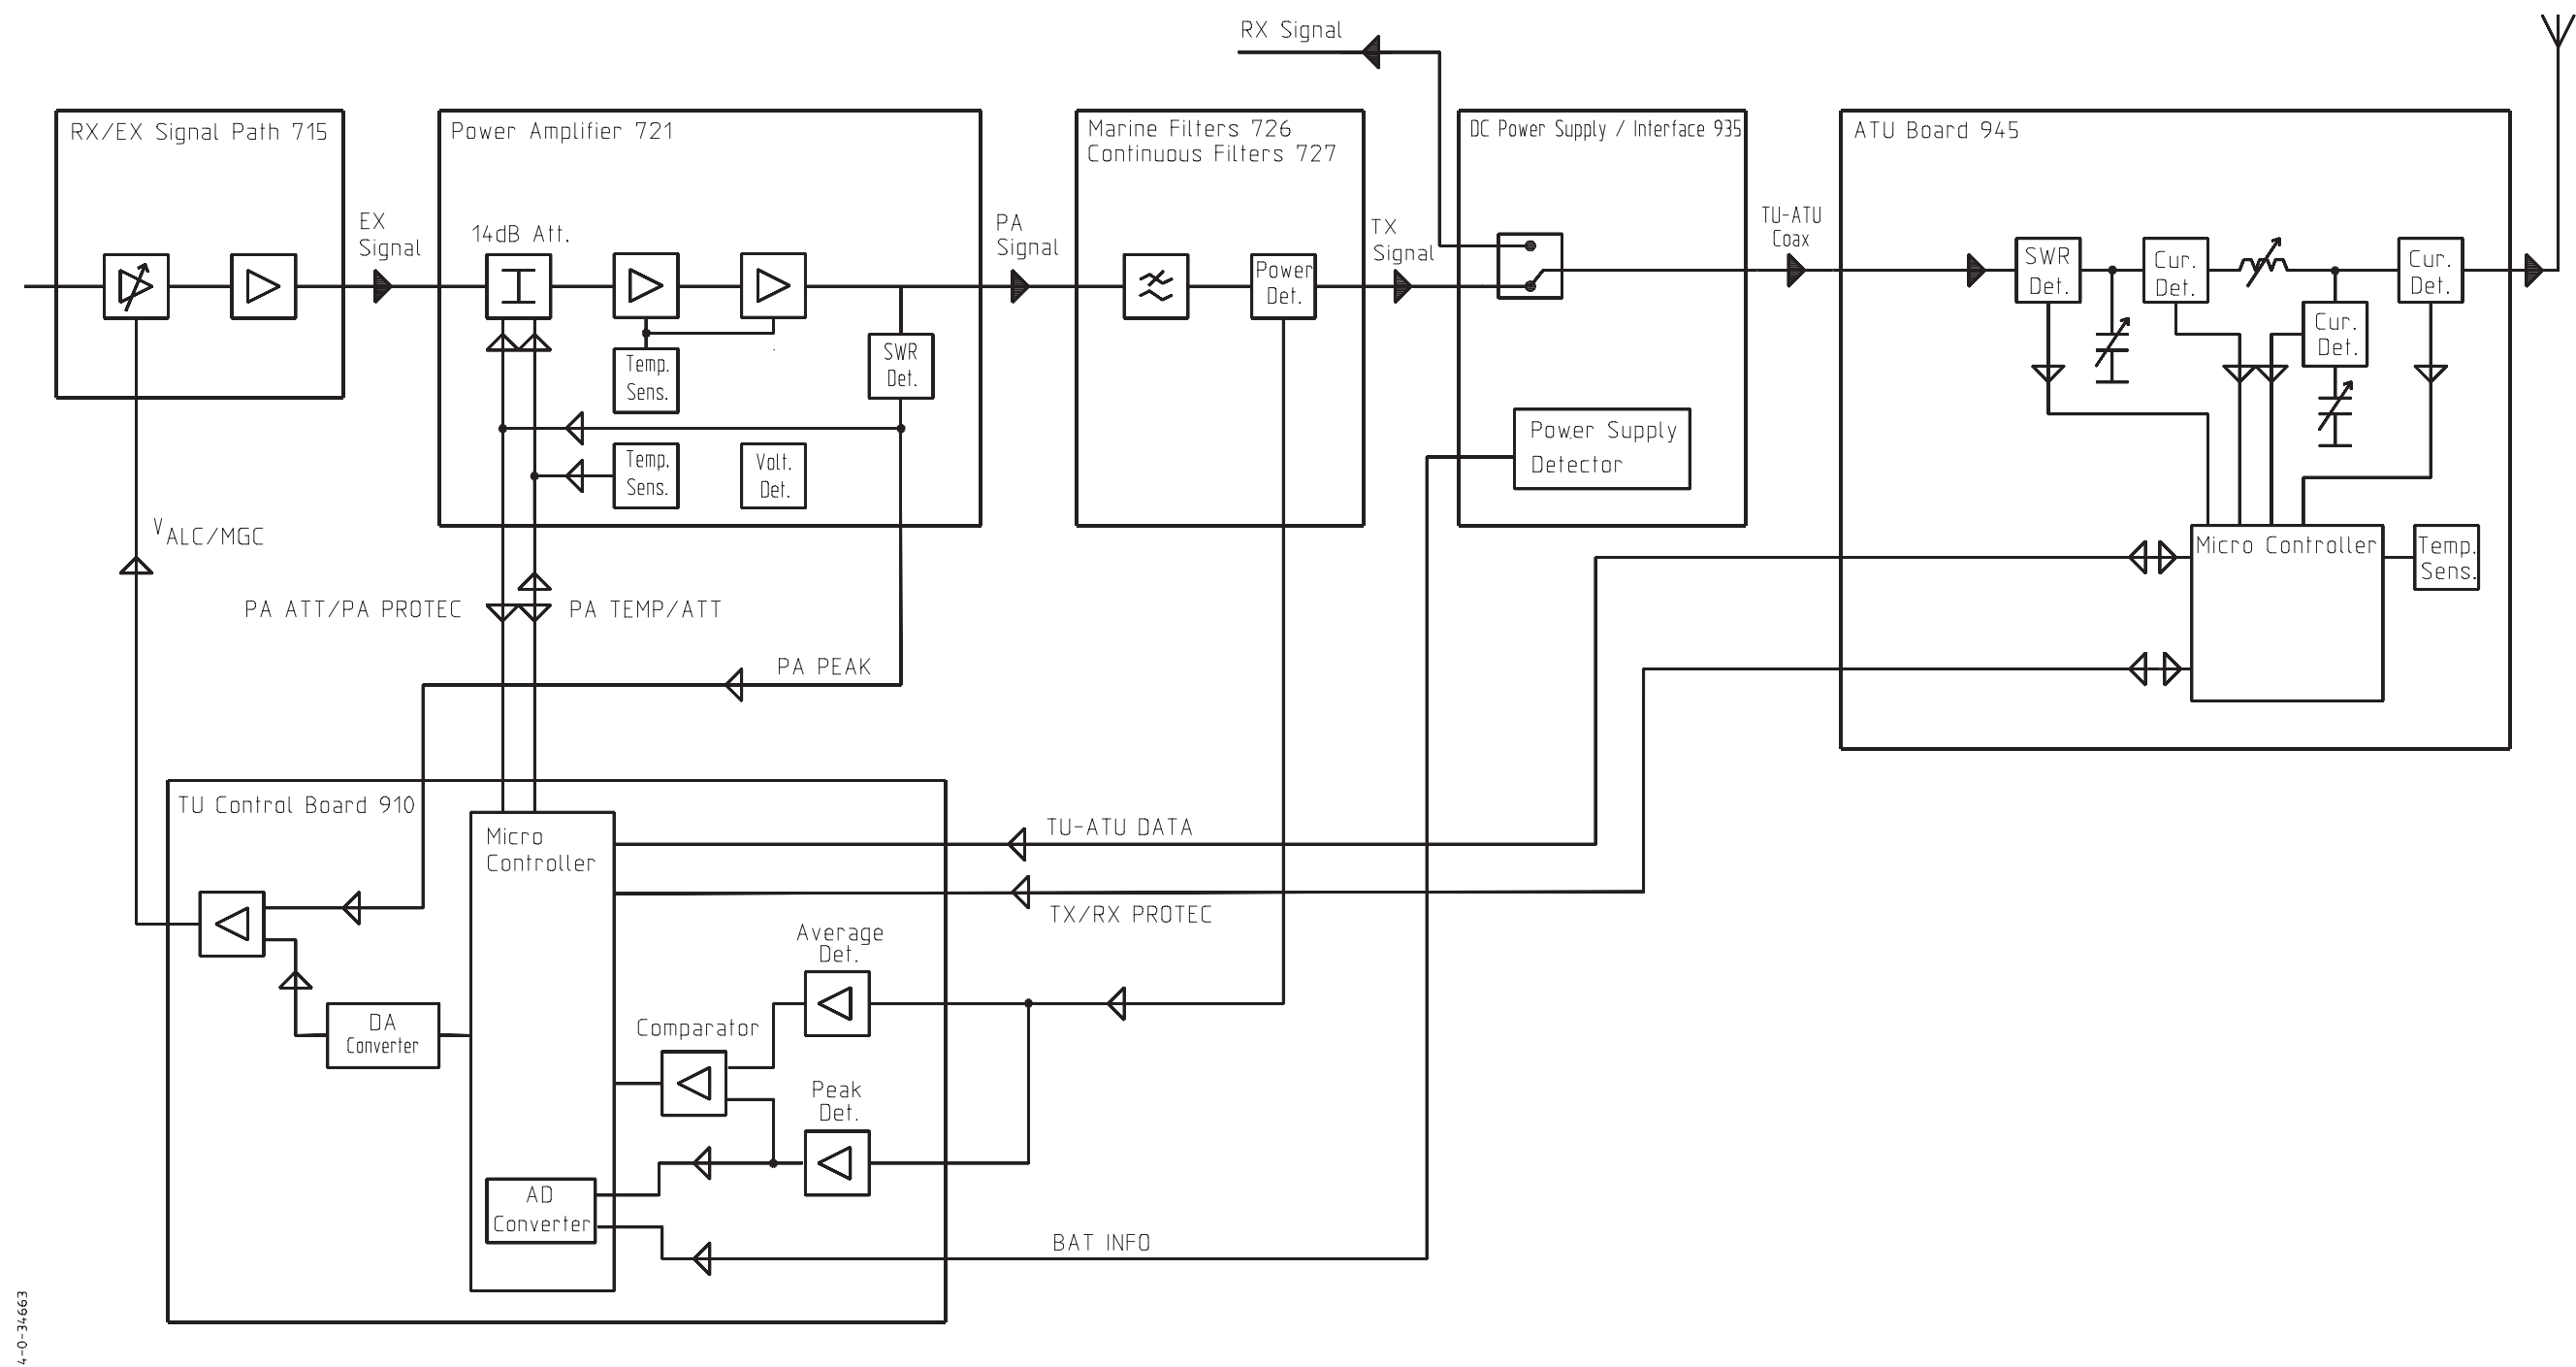 RX Signal
RX/EX Signal Path 715
Power Amplifier 721
Marine Filters 726
Continuous Filters 727
DC Power Supply / Interface 935
ATU Board 945
EX
Signal
14dB Att.
PA
Signal
Power
Det.
TX
Signal
TU-ATU
Coax
SWR
Det.
Cur.
Det.
Cur.
Det.
Cur.
Det.
Temp.
Sens.
SWR
Det.
Temp.
Sens.
Volt.
Det.
Power Supply
Detector
V ALC/MGC
Micro Controller
Temp.
Sens.
PA ATT/PA PROTEC
PA TEMP/ATT
PA PEAK
TU Control Board 910
Micro
Controller
TU-ATU DATA
TX/RX PROTEC
Average
Det.
DA
Converter
Comparator
Peak
Det.
AD
Converter
BAT INFO
4-0-34663